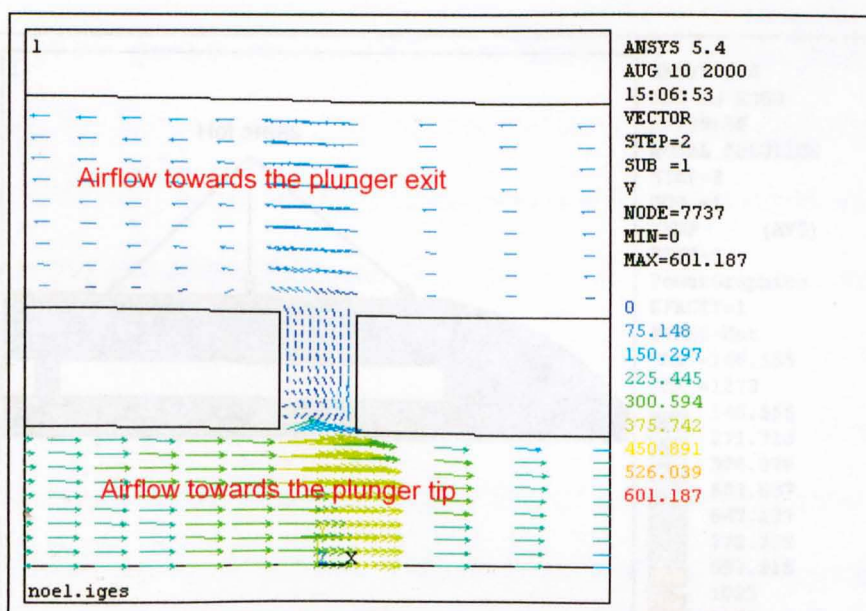 1
ANSYS 5.4
AUG 10 2000
15:06:53
VECTOR
STEP=2
SUB =1
V
NODE=7737
MIN=0
MAX=601.187
0
75.148
150.297
225.445
300.594
375.742
450.891
526.039
601.187
Airflow towards the plunger exit
Airflow towards the plunger tip
X
noel.iges